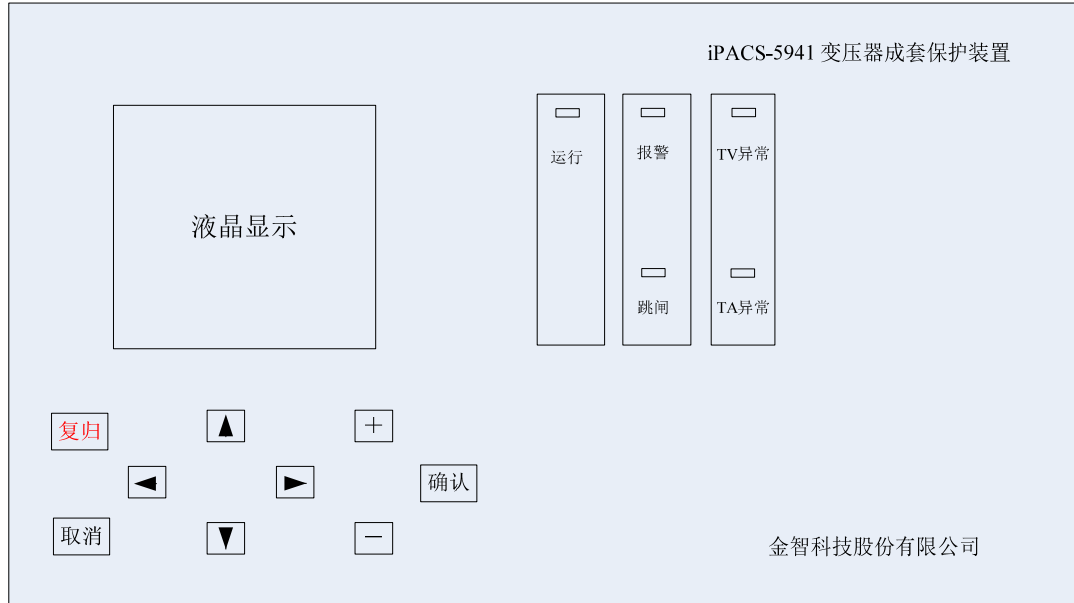 iPACS-5941 变压器成套保护装置
液晶显示
运行
报警
TV异常
跳闸
TA异常
复归
+
确认
取消
−
金智科技股份有限公司